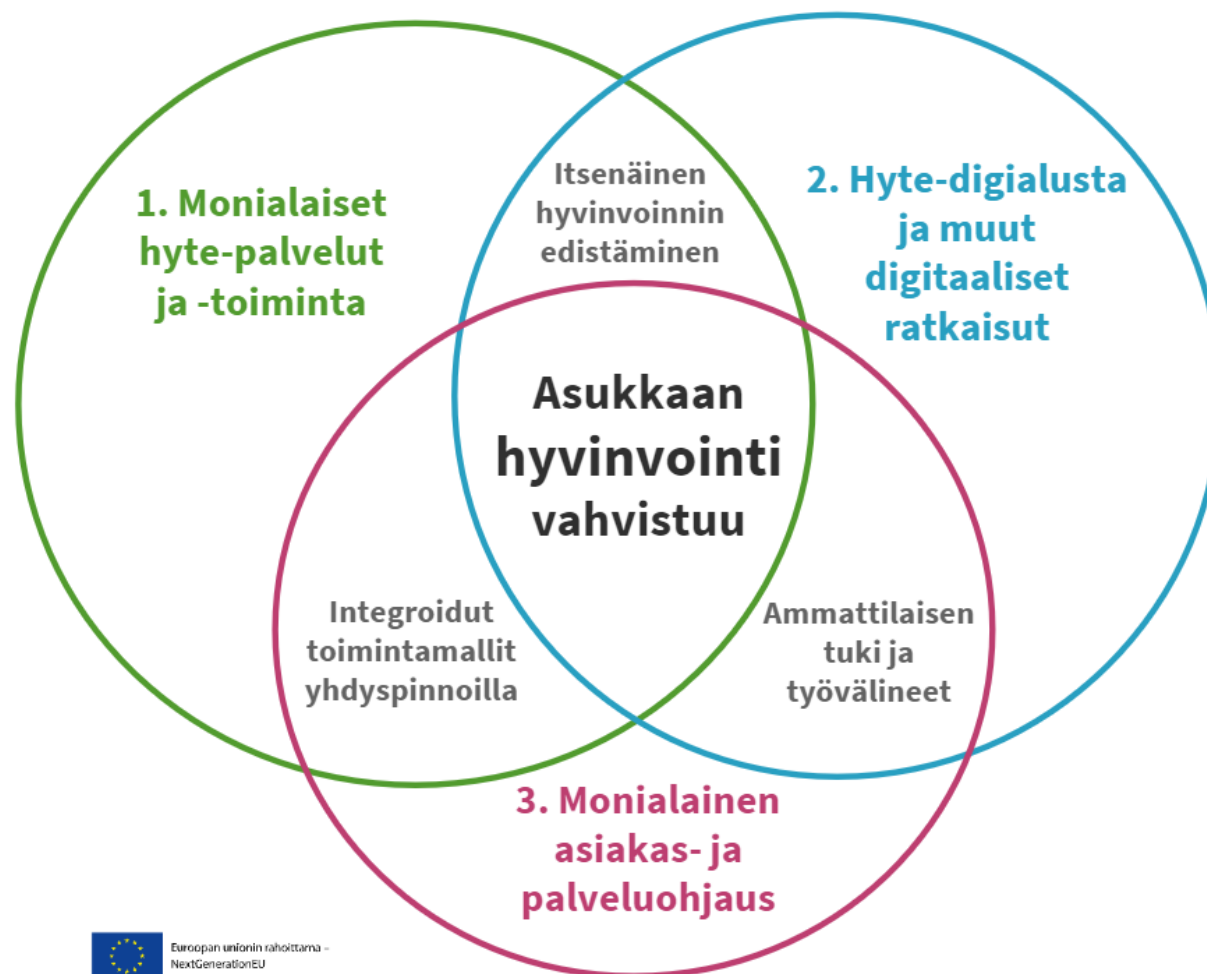 1. Monialaiset
hyte-palvelut
ja -toiminta
Itsenäinen
hyvinvoinnin
edistäminen
2. Hyte-digialusta
ja muut
digitaaliset
ratkaisut
Asukkaan
hyvinvointi
vahvistuu
Integroidut
toimintamallit
yhdyspinnoilla
Ammattilaisen
tuki ja
työvälineet
3. Monialainen
asiakas- ja
palveluohjaus
Euroopan unionin rahoittama –
NextGenerationEU